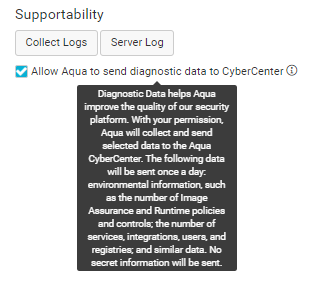 Supportability
Collect Logs
Server Log
Allow Aqua to send diagnostic data to CyberCenter
Diagnostic Data helps Aqua
improve the quality of our security
platform. With your permission,
Aqua will collect and send
selected data to the Aqua
CyberCenter. The following data
will be sent once a day:
environmental information, such
as the number of Image
Assurance and Runtime policies
and controls; the number of
services, integrations, users, and
registries; and similar data. No
secret information will be sent.